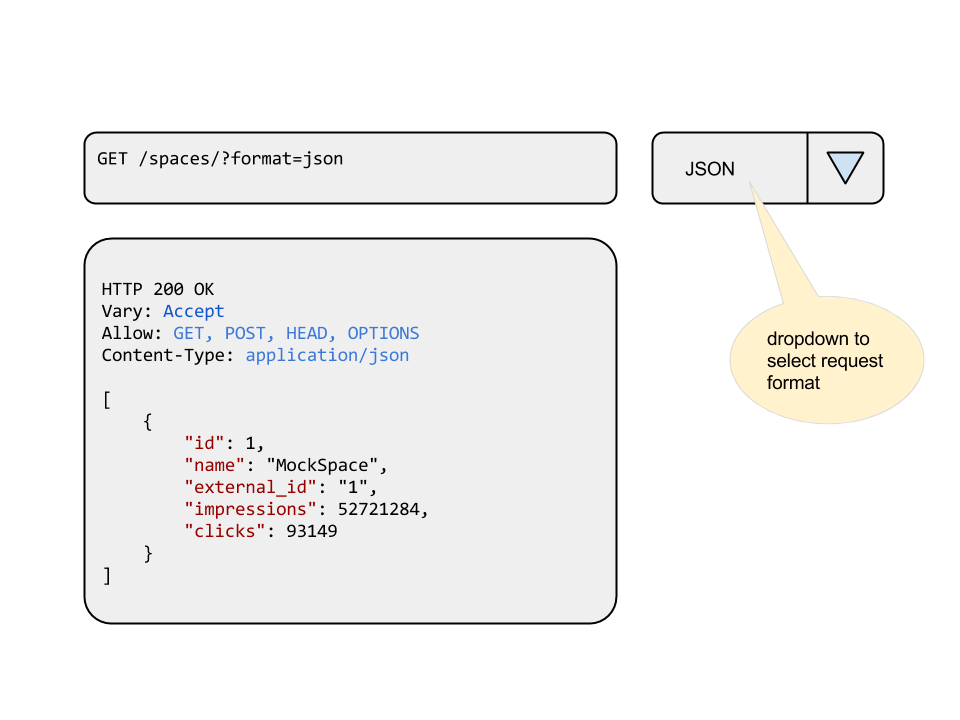 GET /spaces/?format=json
JSON
HTTP 200 OK
Vary: Accept
Allow: GET, POST, HEAD, OPTIONS
Content-Type: application/json
[
    {
        "id": 1,
        "name": "MockSpace",
        "external_id": "1",
        "impressions": 52721284,
        "clicks": 93149
    }
]
dropdown to
select request
format